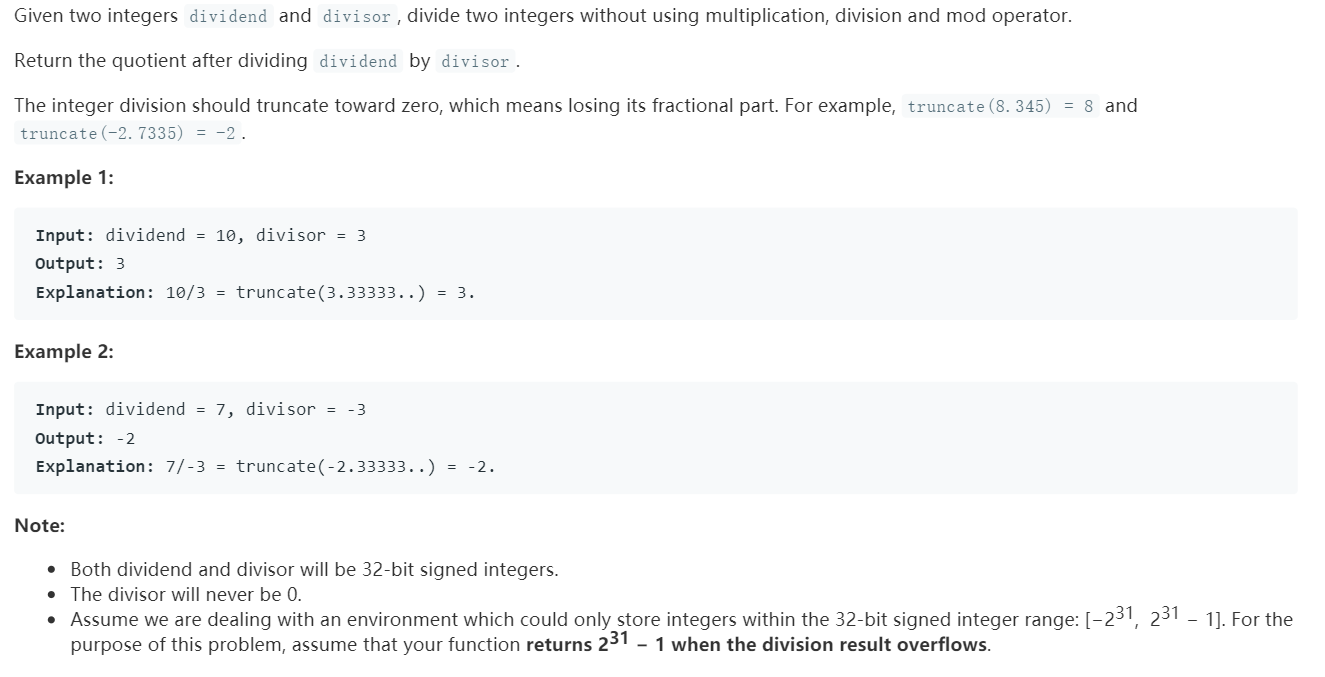 Given two integers dividend and divisor , divide two integers without using multiplication, division and mod operator.
Return the quotient after dividing dividend by divisor .
The integer division should truncate toward zero, which means losing its fractional part. For example, truncate(8.345) = 8 and
truncate(-2.7335) = -2 .
Example 1:
Input: dividend = 10, divisor = 3
Output: 3
Explanation: 10/3 = truncate(3.33333..) = 3.
Example 2:
Input: dividend = 7, divisor = -3
Output: -2
Explanation: 7/-3 = truncate(-2.33333..) = -2.
Note:
• Both dividend and divisor will be 32-bit signed integers.
• The divisor will never be 0.
• Assume we are dealing with an environment which could only store integers within the 32-bit signed integer range: [−2³¹, 2³¹ − 1]. For the
purpose of this problem, assume that your function returns 2³¹ − 1 when the division result overflows.